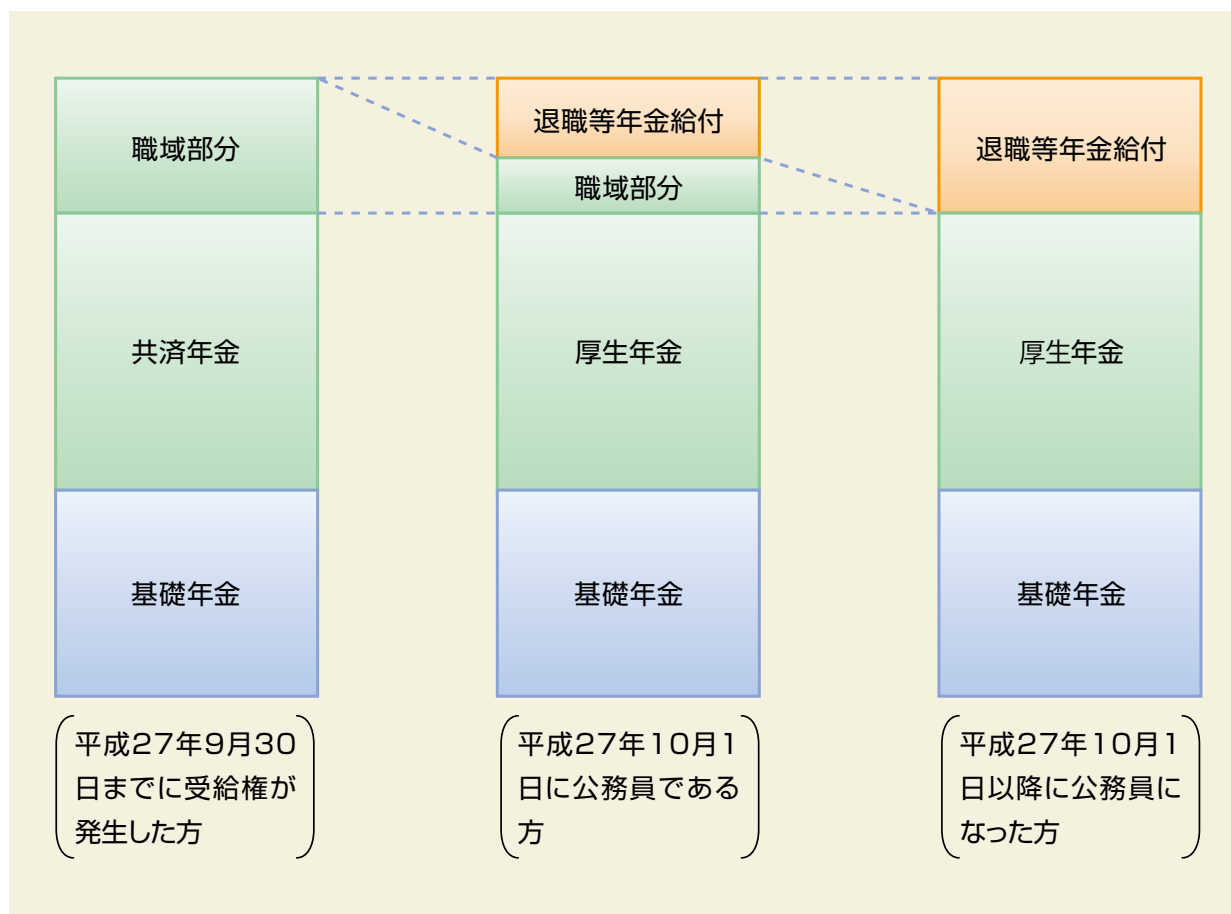 職域部分
共済年金
基礎年金
平成27年9月30
日までに受給権が
発生した方
退職等年金給付
職域部分
厚生年金
基礎年金
平成27年10月1
日に公務員である
方
退職等年金給付
厚生年金
基礎年金
平成27年10月1
日以降に公務員に
なった方